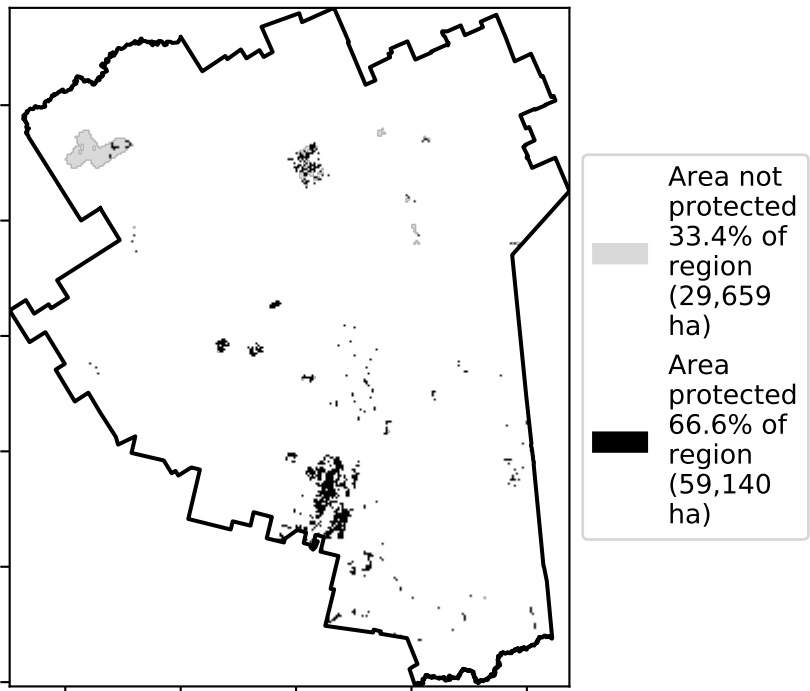 Area not
protected
33.4% of
region
(29,659
ha)
Area
protected
66.6% of
region
(59,140
ha)